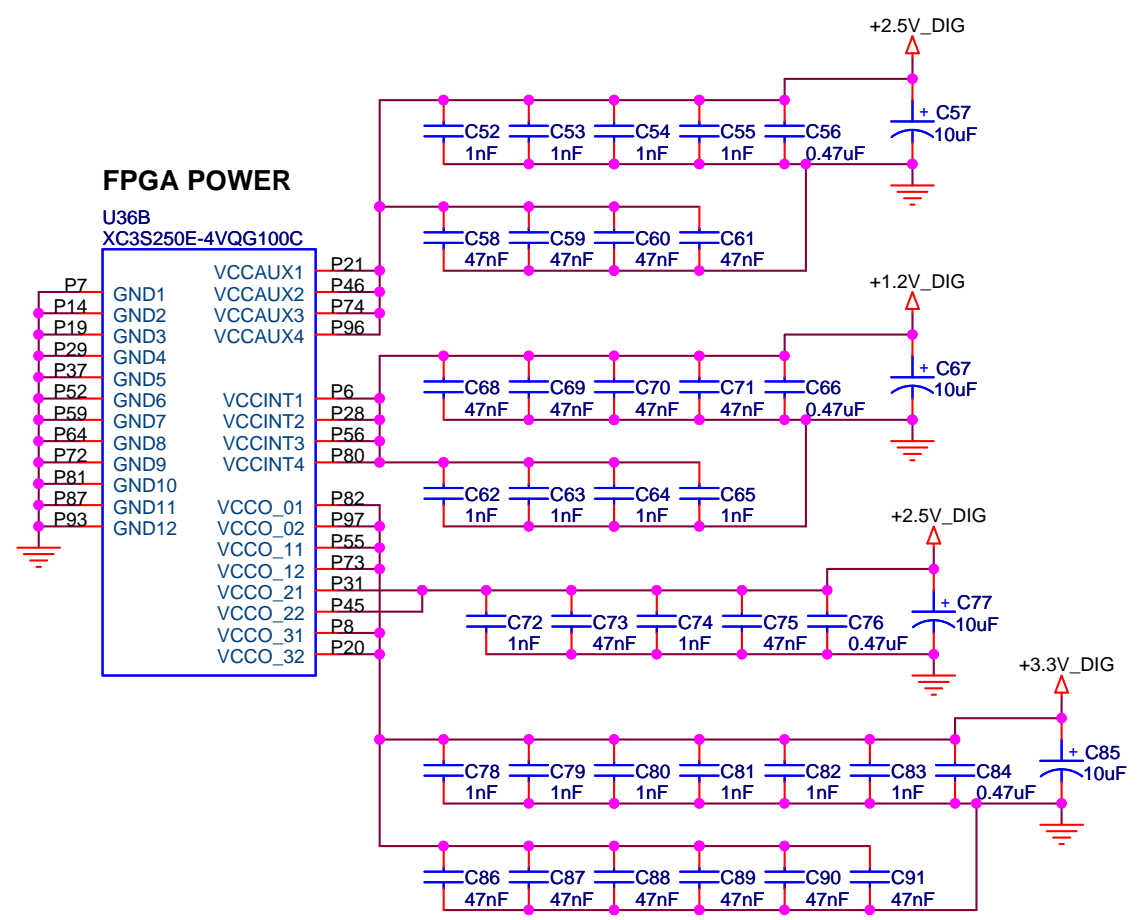 +2.5V_DIG
C52 C53 C54 C55 C56 + C57
1nF 1nF 1nF 1nF 0.47uF 10uF
FPGA POWER
U36B
XC3S250E-4VQG100C
C58 C59 C60 C61
47nF 47nF 47nF 47nF
VCCAUX1 P21
P7 GND1 VCCAUX2 P46
P14 GND2 VCCAUX3 P74
P19 GND3 VCCAUX4 P96
P29 GND4
P37 GND5
P52 GND6 VCCINT1 P6
P59 GND7 VCCINT2 P28
P64 GND8 VCCINT3 P56
P72 GND9 VCCINT4 P80
P81 GND10
P87 GND11 VCCO_01 P82
P93 GND12 VCCO_02 P97
VCCO_11 P55
VCCO_12 P73
VCCO_21 P31
VCCO_22 P45
VCCO_31 P8
VCCO_32 P20
+1.2V_DIG
C68 C69 C70 C71 C66 + C67
47nF 47nF 47nF 47nF 0.47uF 10uF
C62 C63 C64 C65
1nF 1nF 1nF 1nF
+2.5V_DIG
C72 C73 C74 C75 C76 + C77
1nF 47nF 1nF 47nF 0.47uF 10uF
+3.3V_DIG
C78 C79 C80 C81 C82 C83 C84 + C85
1nF 1nF 1nF 1nF 1nF 1nF 0.47uF 10uF
C86 C87 C88 C89 C90 C91
47nF 47nF 47nF 47nF 47nF 47nF